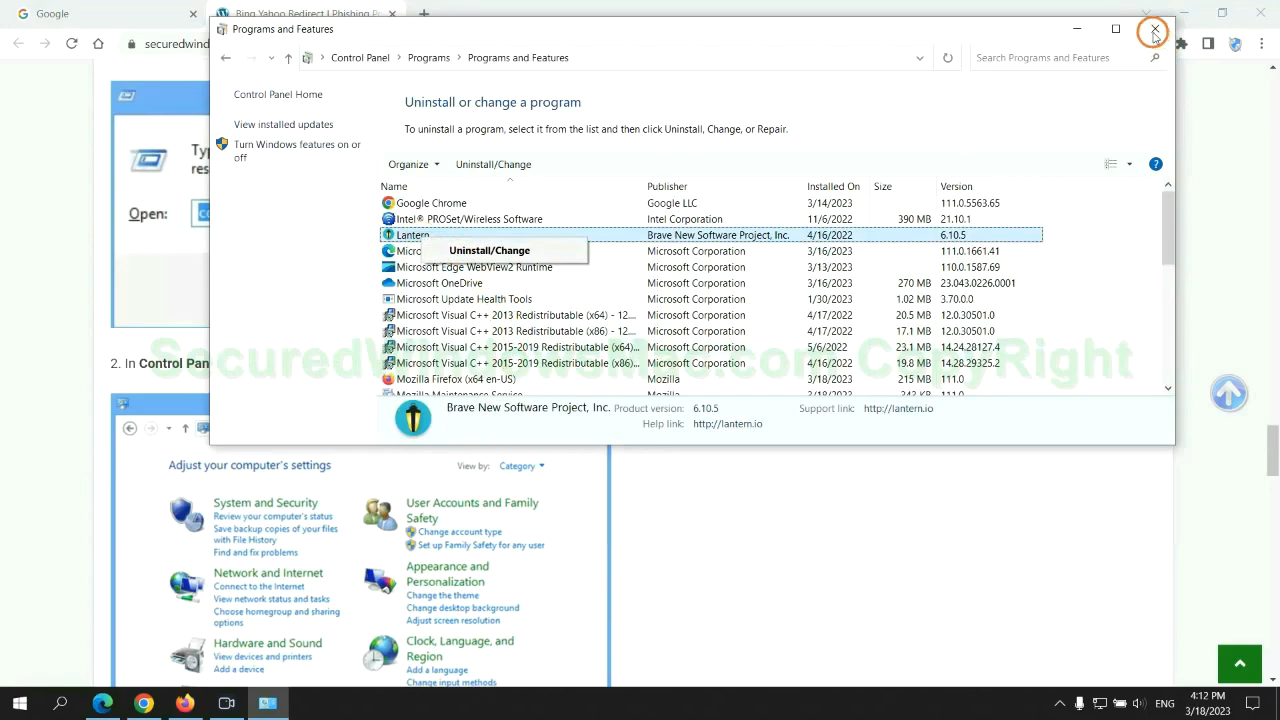 Google
Bing Yahoo Redirect | Phishing Pr
securedwind
Programs and Features
Control Panel
Programs
Programs and Features
Search Programs and Features
Control Panel Home
View installed updates
Turn Windows features on or
off
Uninstall or change a program
To uninstall a program, select it from the list and then click Uninstall, Change, or Repair.
Organize
Uninstall/Change
Name Publisher Installed On Size Version
Google Chrome Google LLC 3/14/2023 111.0.5563.65
Intel® PROSet/Wireless Software Intel Corporation 11/6/2022 390 MB 21.10.1
Lantern Brave New Software Project, Inc. 4/16/2022 6.10.5
Micro Microsoft Corporation 3/16/2023 111.0.1661.41
Uninstall/Change
Microsoft Edge WebView2 Runtime Microsoft Corporation 3/13/2023 110.0.1587.69
Microsoft OneDrive Microsoft Corporation 3/16/2023 270 MB 23.043.0226.0001
Microsoft Update Health Tools Microsoft Corporation 1/30/2023 1.02 MB 3.70.0.0
Microsoft Visual C++ 2013 Redistributable (x64) - 12.... Microsoft Corporation 4/17/2022 20.5 MB 12.0.30501.0
Microsoft Visual C++ 2013 Redistributable (x86) - 12.... Microsoft Corporation 4/17/2022 17.1 MB 12.0.30501.0
Microsoft Visual C++ 2015-2019 Redistributable (x64)... Microsoft Corporation 5/6/2022 23.1 MB 14.24.28127.4
Microsoft Visual C++ 2015-2019 Redistributable (x86)... Microsoft Corporation 4/16/2022 19.8 MB 14.28.29325.2
Mozilla Firefox (x64 en-US) Mozilla 3/18/2023 215 MB 111.0
Mozilla Maintenance Service Mozilla 3/18/2023 343 KB 111.0
Brave New Software Project, Inc. Product version: 6.10.5 Support link: http://lantern.io
Help link: http://lantern.io
Typ
res
Open:
2. In Control Pan
Adjust your computer's settings
View by: Category
System and Security
Review your computer's status
Save backup copies of your files
with File History
Find and fix problems
Network and Internet
Connect to the Internet
View network status and tasks
Choose homegroup and sharing
options
Hardware and Sound
View devices and printers
Add a device
User Accounts and Family
Safety
Change account type
Set up Family Safety for any user
Appearance and
Personalization
Change the theme
Change desktop background
Adjust screen resolution
Clock, Language, and
Region
Add a language
Change input methods
ENG
4:12 PM
3/18/2023